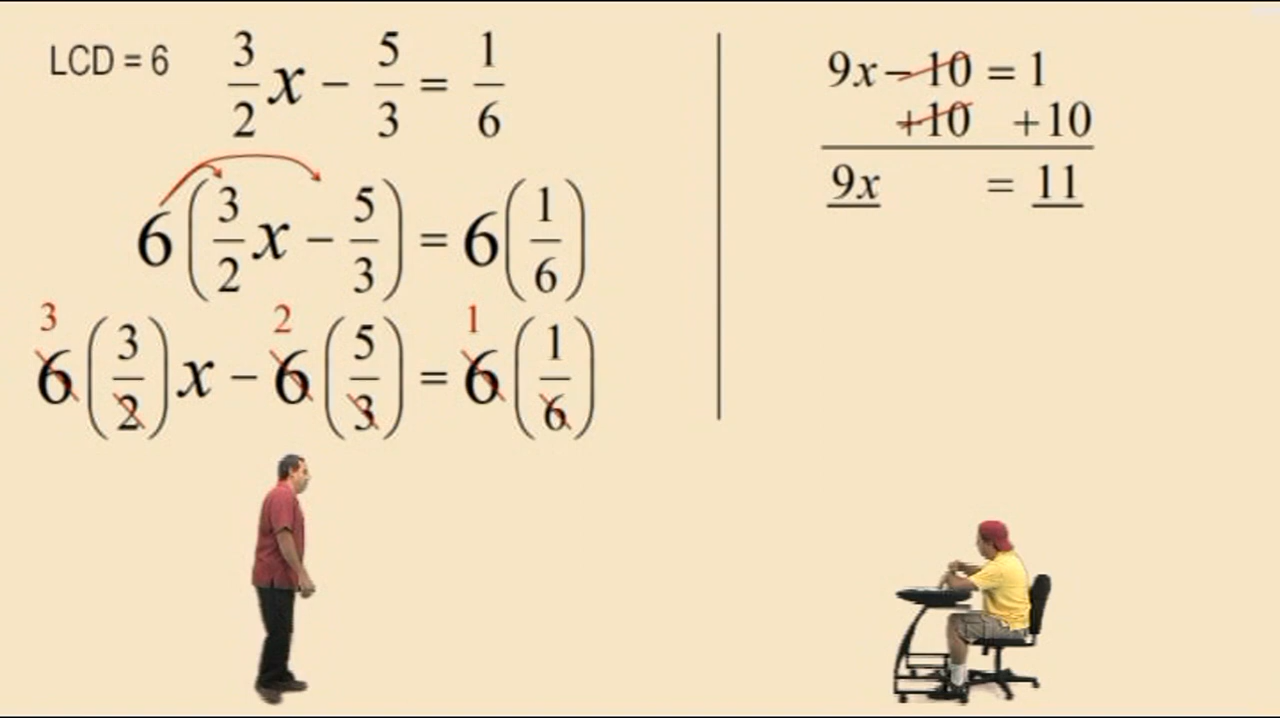 LCD = 6
3/2 x − 5/3 = 1/6
6(3/2 x − 5/3) = 6(1/6)
3 2 1
6(3/2)x − 6(5/3) = 6(1/6)
9x − 10 = 1
+10 +10
9x = 11